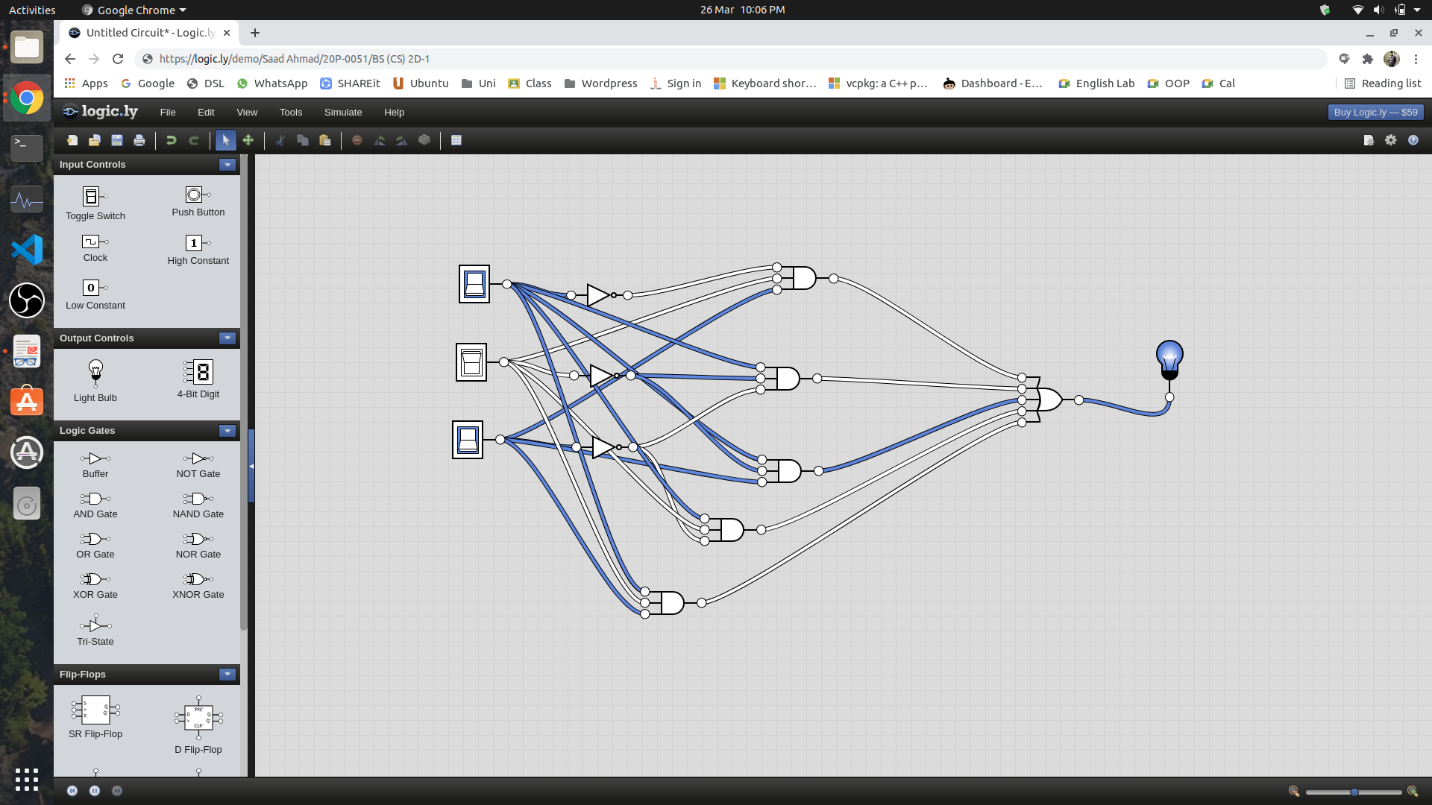 Activities
Google Chrome
26 Mar 10:06 PM
Untitled Circuit* - Logic.ly
https://logic.ly/demo/Saad Ahmad/20P-0051/BS (CS) 2D-1
Apps
Google
DSL
WhatsApp
SHAREit
Ubuntu
Uni
Class
Wordpress
Sign in
Keyboard shor…
vcpkg: a C++ p…
Dashboard - E…
English Lab
OOP
Cal
Reading list
logic.ly
File
Edit
View
Tools
Simulate
Help
Buy Logic.ly — $59
Input Controls
Toggle Switch
Push Button
Clock
1
High Constant
0
Low Constant
Output Controls
Light Bulb
8
4-Bit Digit
Logic Gates
Buffer
NOT Gate
AND Gate
NAND Gate
OR Gate
NOR Gate
XOR Gate
XNOR Gate
Tri-State
Flip-Flops
SR Flip-Flop
D Flip-Flop